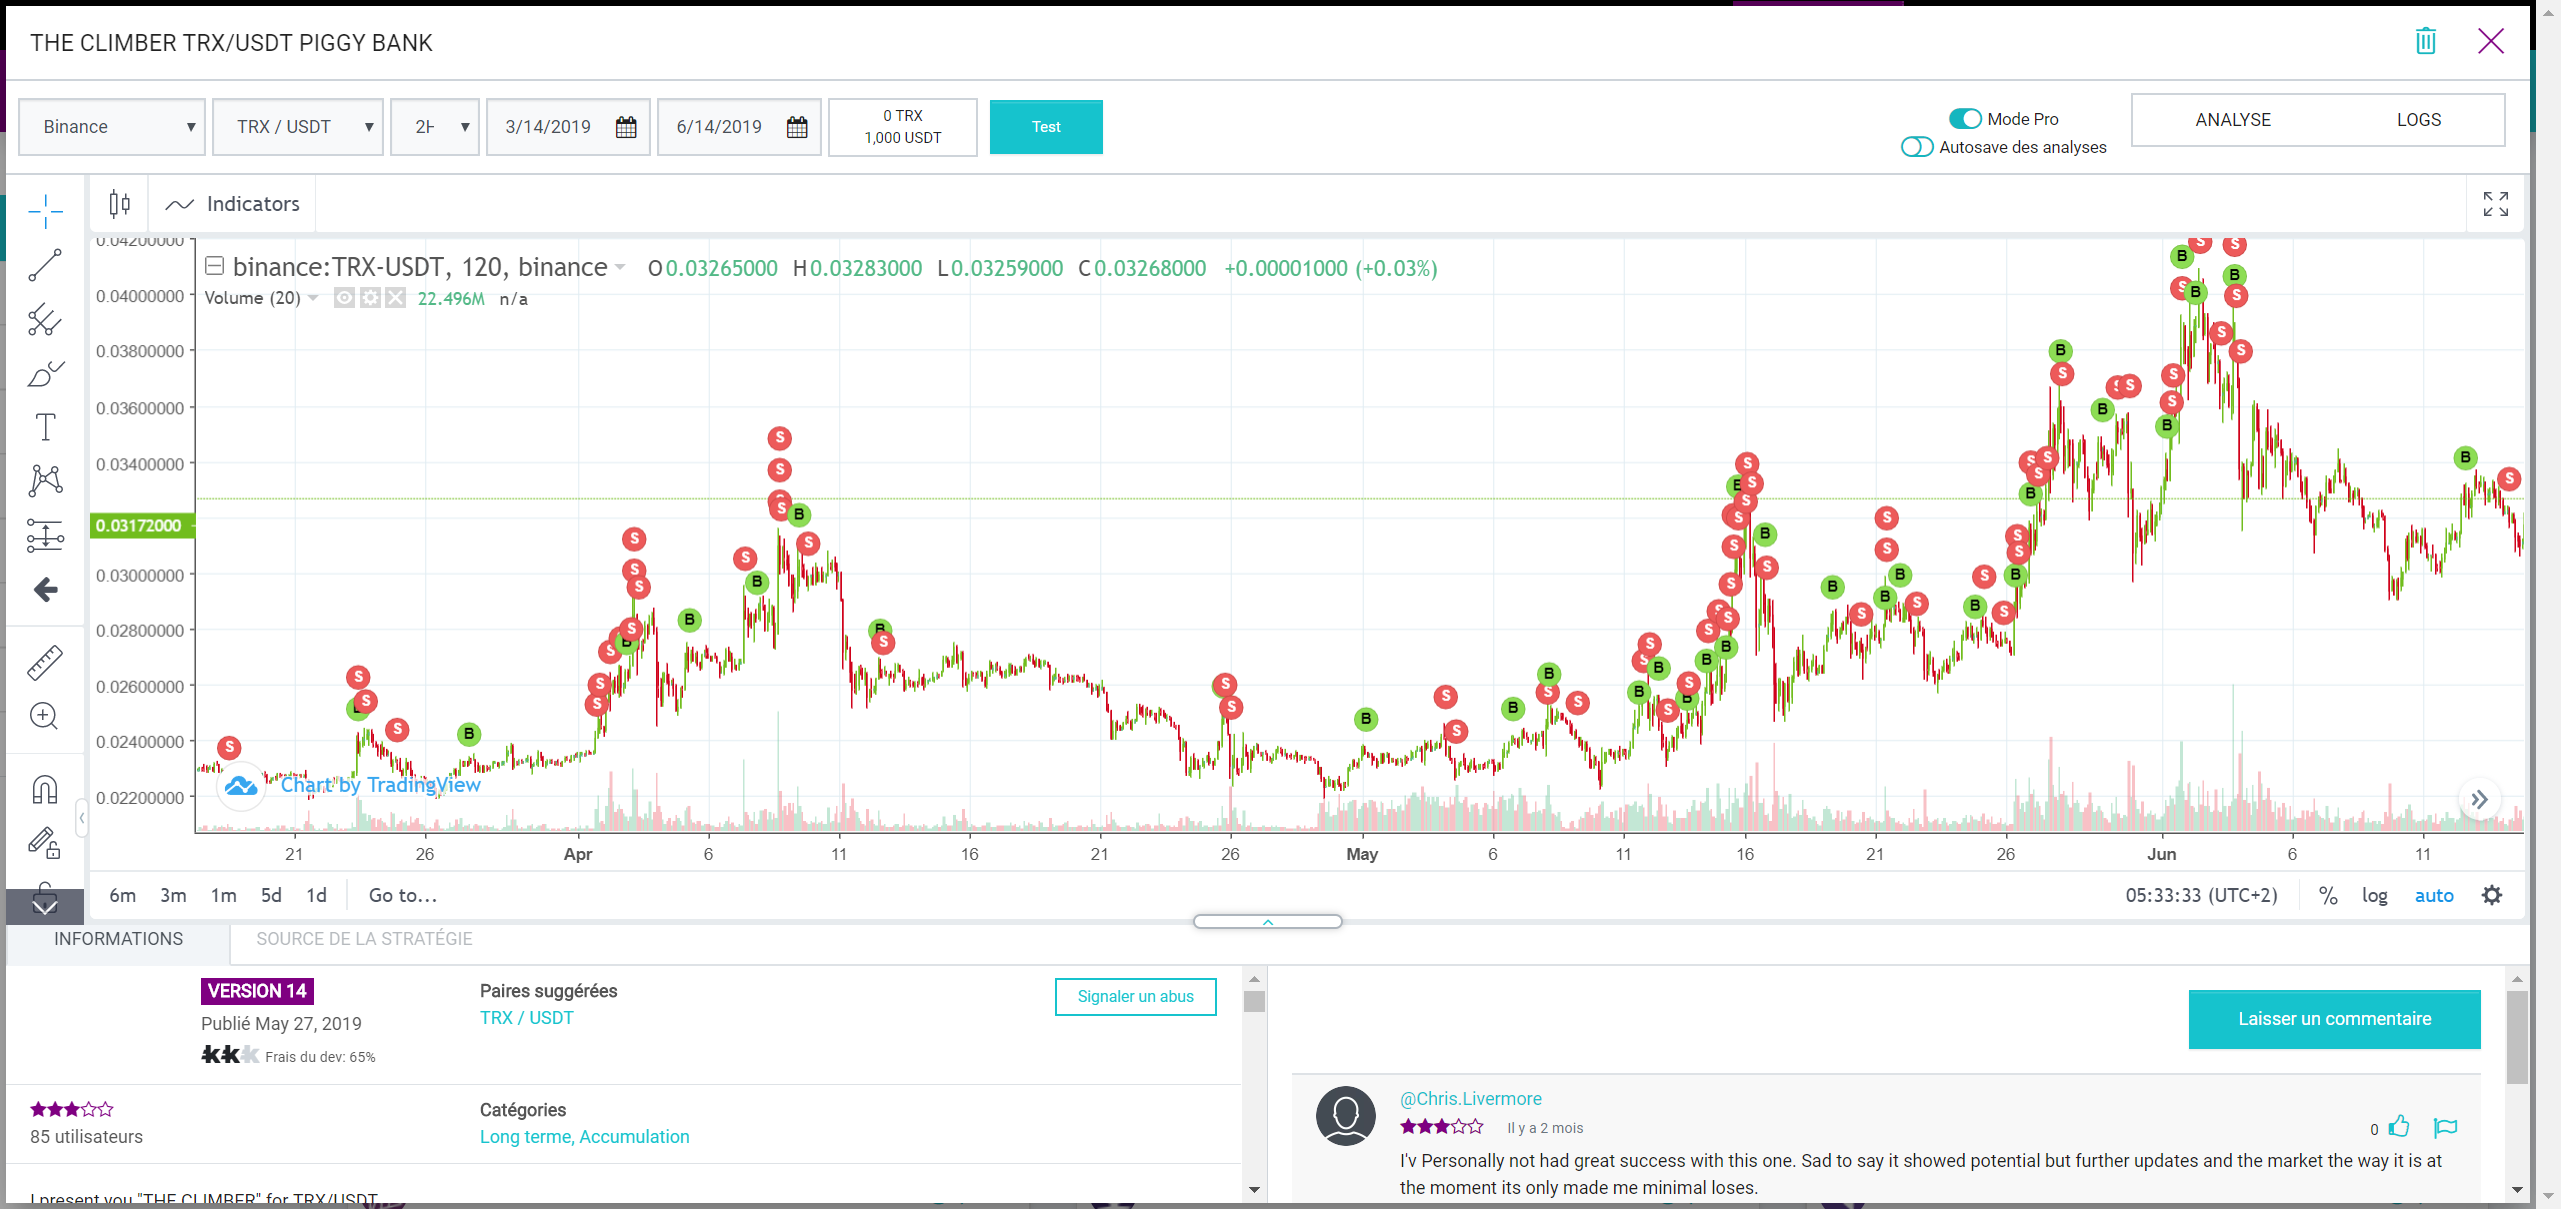 THE CLIMBER TRX/USDT PIGGY BANK
Binance
TRX / USDT
2H
3/14/2019
6/14/2019
0 TRX
1,000 USDT
Test
Mode Pro
Autosave des analyses
ANALYSE
LOGS
Indicators
0.04200000
binance:TRX-USDT, 120, binance O0.03265000 H0.03283000 L0.03259000 C0.03268000 +0.00001000 (+0.03%)
Volume (20) 22.496M n/a
0.04000000
0.03800000
0.03600000
0.03400000
0.03172000
0.03000000
0.02800000
0.02600000
0.02400000
0.02200000
Chart by TradingView
21 26 Apr 6 11 16 21 26 May 6 11 16 21 26 Jun 6 11
6m 3m 1m 5d 1d Go to...
05:33:33 (UTC+2) % log auto
INFORMATIONS
SOURCE DE LA STRATÉGIE
VERSION 14
Publié May 27, 2019
Frais du dev: 65%
Paires suggérées
TRX / USDT
Signaler un abus
85 utilisateurs
Catégories
Long terme, Accumulation
I present you "THE CLIMBER" for TRX/USDT
Laisser un commentaire
@Chris.Livermore
Il y a 2 mois
0
I'v Personally not had great success with this one. Sad to say it showed potential but further updates and the market the way it is at
the moment its only made me minimal loses.